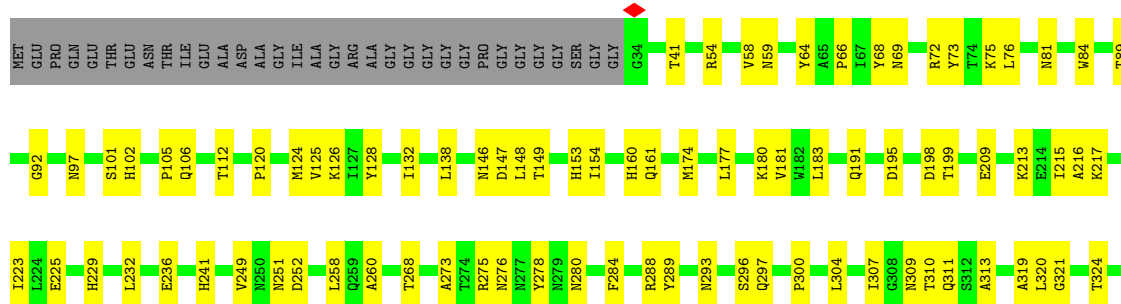 MET GLU PRO GLN GLU THR GLU ASN THR ILE GLU ALA ASP ALA GLY ILE ALA GLY ARG ALA GLY GLY GLY GLY GLY PRO GLY GLY GLY GLY SER GLY GLY G34 T41 R54 V58 N59 Y64 A65 P66 I67 Y68 N69 R72 Y73 T74 K75 L76 N81 W84 T89
G92 N97 S101 H102 P105 Q106 T112 P120 M124 V125 K126 I127 Y128 I132 L138 N146 D147 L148 T149 H153 I154 H160 Q161 M174 L177 K180 V181 W182 L183 Q191 D195 D198 T199 E209 K213 E214 I215 A216 K217
I223 L224 E225 H229 L232 E236 H241 V249 N250 N251 D252 L258 Q259 A260 T268 A273 T274 R275 N276 N277 Y278 N279 N280 F284 R288 Y289 N293 S296 Q297 P300 L304 I307 G308 N309 T310 Q311 S312 A313 A319 L320 G321 T324